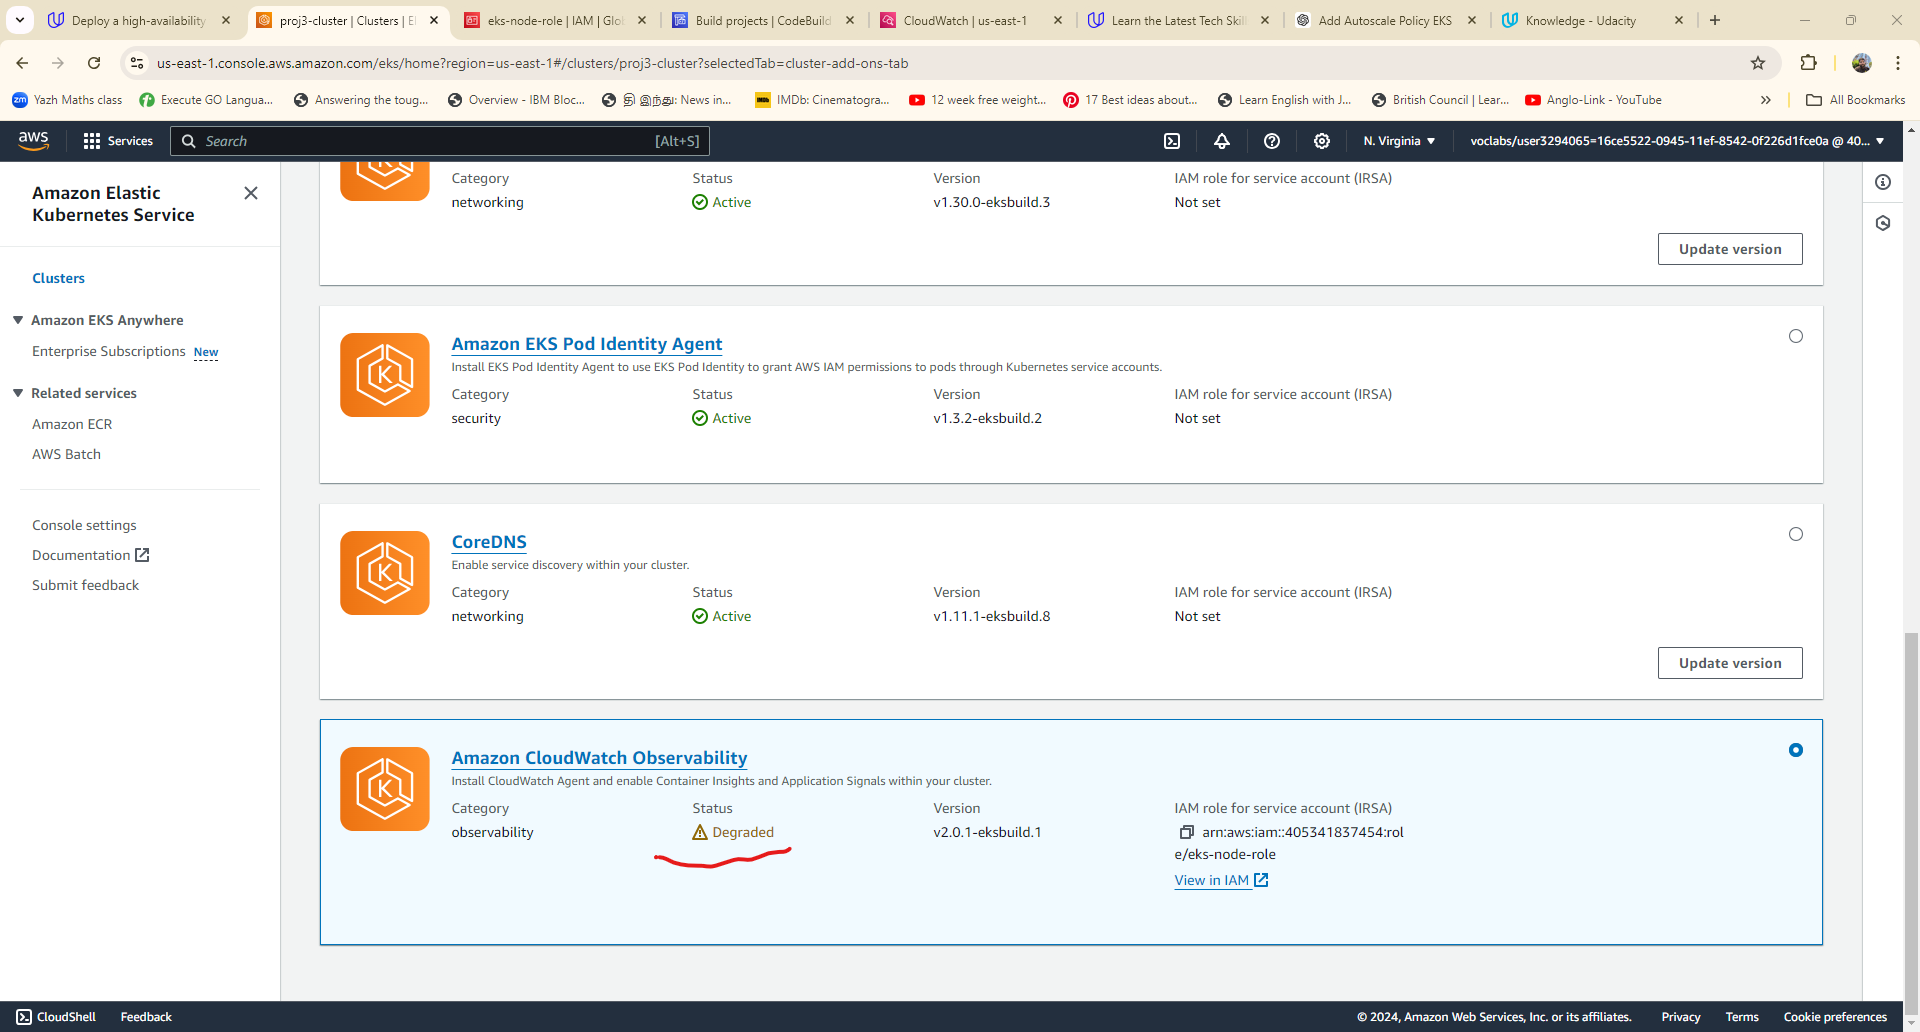 Deploy a high-availability
proj3-cluster | Clusters | El
eks-node-role | IAM | Glo
Build projects | CodeBuild
CloudWatch | us-east-1
Learn the Latest Tech Skil
Add Autoscale Policy EKS
Knowledge - Udacity
us-east-1.console.aws.amazon.com/eks/home?region=us-east-1#/clusters/proj3-cluster?selectedTab=cluster-add-ons-tab
zm Yazh Maths class
Execute GO Langua...
Answering the toug...
Overview - IBM Bloc...
தி இந்து: News in...
IMDb: Cinematogra...
12 week free weight...
17 Best ideas about...
Learn English with J...
British Council | Lear...
Anglo-Link - YouTube
All Bookmarks
aws
Services
Search
[Alt+S]
N. Virginia
voclabs/user3294065=16ce5522-0945-11ef-8542-0f226d1fce0a @ 40...
Amazon Elastic
Kubernetes Service
Clusters
Amazon EKS Anywhere
Enterprise Subscriptions New
Related services
Amazon ECR
AWS Batch
Console settings
Documentation
Submit feedback
Category
Status
Version
IAM role for service account (IRSA)
networking
Active
v1.30.0-eksbuild.3
Not set
Update version
K
Amazon EKS Pod Identity Agent
Install EKS Pod Identity Agent to use EKS Pod Identity to grant AWS IAM permissions to pods through Kubernetes service accounts.
Category
Status
Version
IAM role for service account (IRSA)
security
Active
v1.3.2-eksbuild.2
Not set
K
CoreDNS
Enable service discovery within your cluster.
Category
Status
Version
IAM role for service account (IRSA)
networking
Active
v1.11.1-eksbuild.8
Not set
Update version
K
Amazon CloudWatch Observability
Install CloudWatch Agent and enable Container Insights and Application Signals within your cluster.
Category
Status
Version
IAM role for service account (IRSA)
observability
Degraded
v2.0.1-eksbuild.1
arn:aws:iam::405341837454:rol
e/eks-node-role
View in IAM
CloudShell
Feedback
© 2024, Amazon Web Services, Inc. or its affiliates.
Privacy
Terms
Cookie preferences